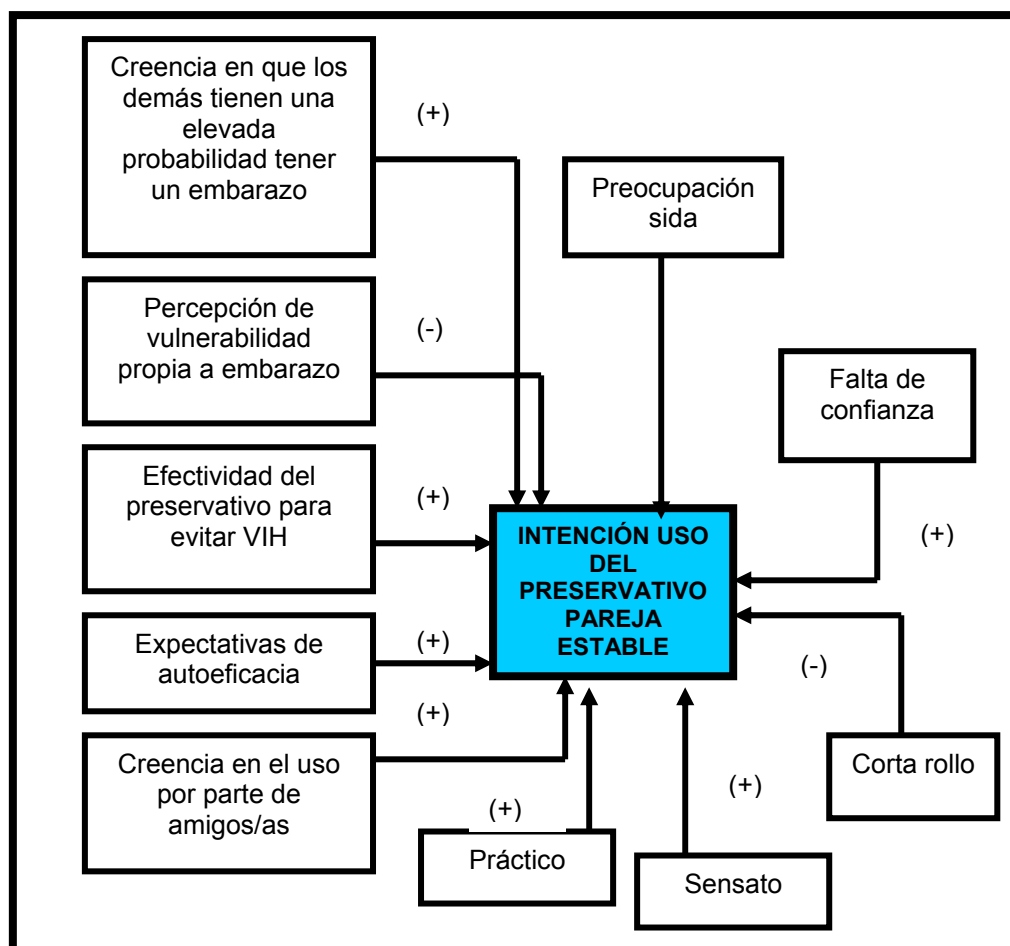 Creencia en que los
demás tienen una
elevada
probabilidad tener
un embarazo
(+)
Preocupación
sida
Percepción de
vulnerabilidad
propia a embarazo
(-)
Falta de
confianza
Efectividad del
preservativo para
evitar VIH
(+)
INTENCIÓN USO
DEL
PRESERVATIVO
PAREJA
ESTABLE
(+)
Expectativas de
autoeficacia
(+)
(-)
(+)
Creencia en el uso
por parte de
amigos/as
Corta rollo
(+)
(+)
Práctico
Sensato